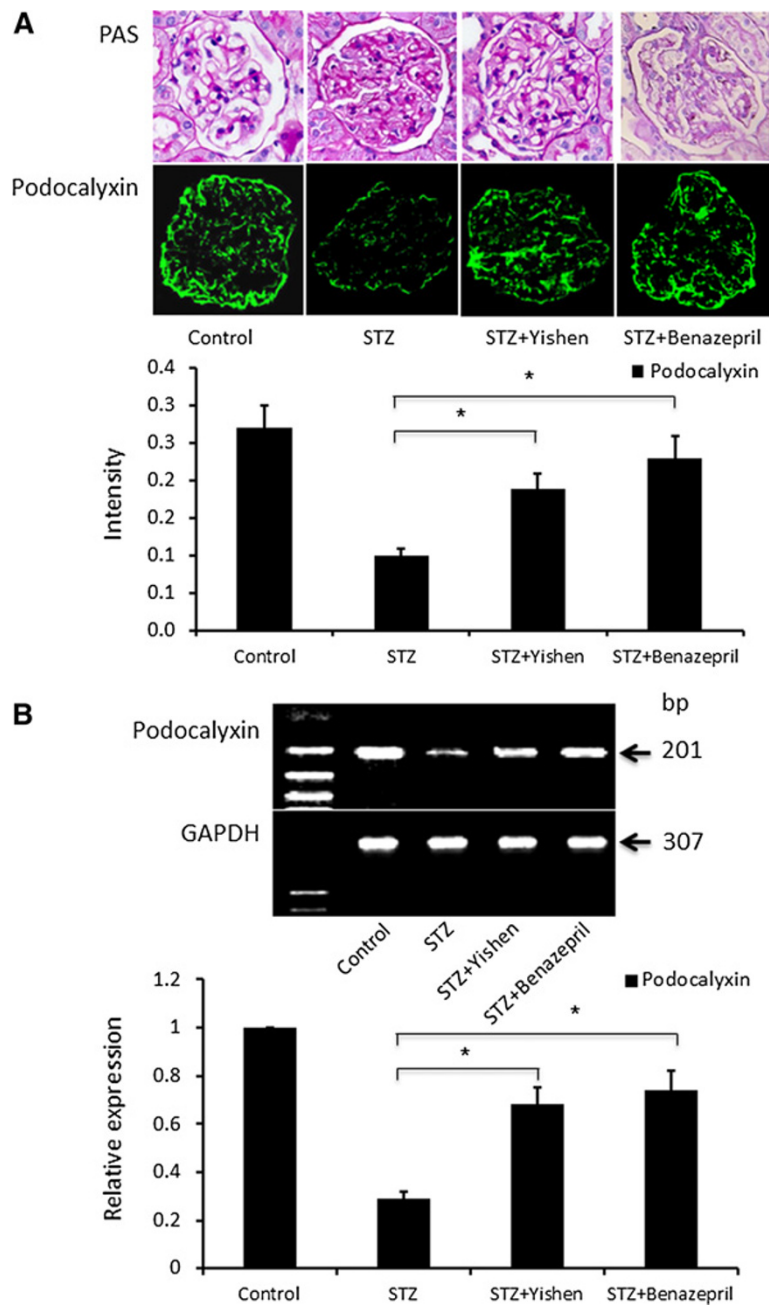 A
PAS
Podocalyxin
Control STZ STZ+Yishen STZ+Benazepril
0.4
0.3
0.3
0.2
0.2
0.1
0.1
0.0
Intensity
Podocalyxin
*
*
Control STZ STZ+Yishen STZ+Benazepril
B
bp
Podocalyxin
201
GAPDH
307
Control STZ STZ+Yishen STZ+Benazepril
1.2
1
0.8
0.6
0.4
0.2
0
Relative expression
Podocalyxin
*
*
Control STZ STZ+Yishen STZ+Benazepril